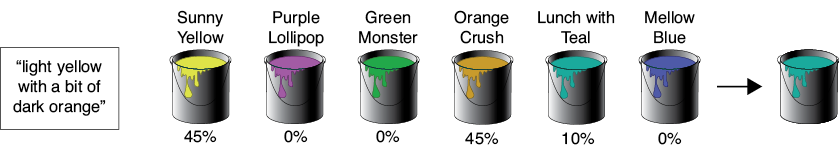 “light yellow
with a bit of
dark orange”
Sunny
Yellow
45%
Purple
Lollipop
0%
Green
Monster
0%
Orange
Crush
45%
Lunch with
Teal
10%
Mellow
Blue
0%